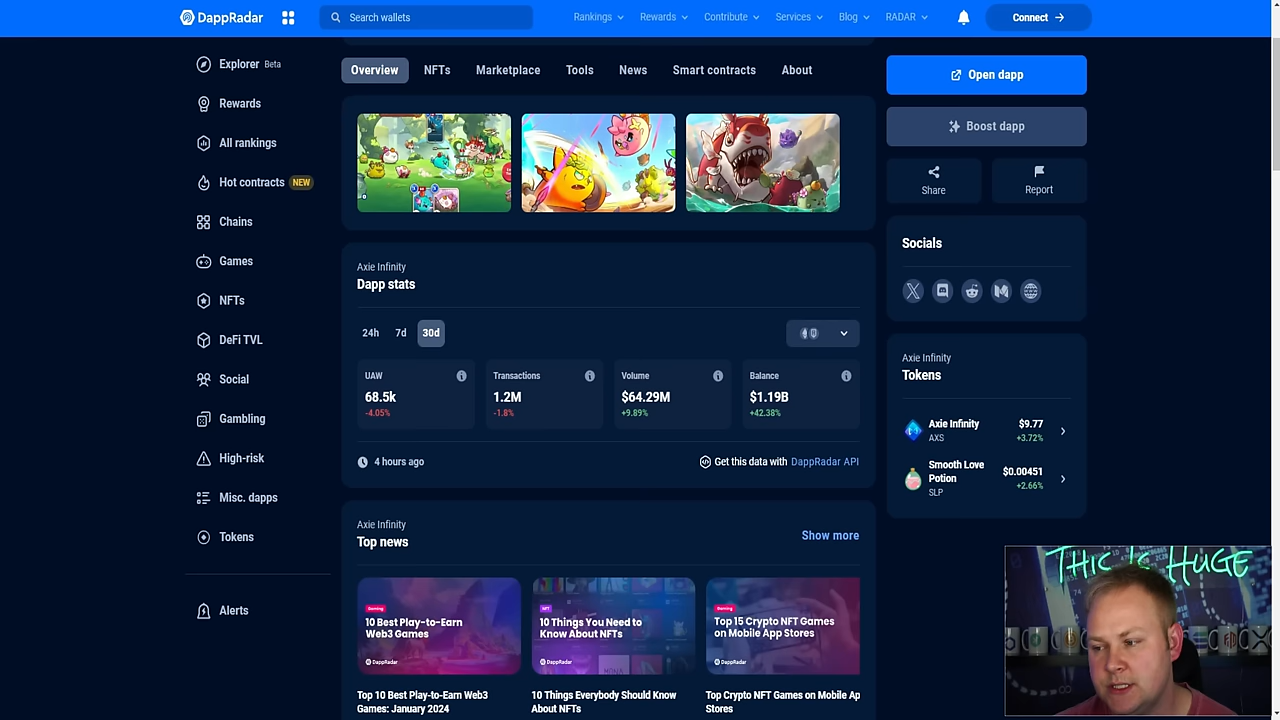 DappRadar
Search wallets
Rankings
Rewards
Contribute
Services
Blog
RADAR
Connect
Explorer Beta
Rewards
All rankings
Hot contracts NEW
Chains
Games
NFTs
DeFi TVL
Social
Gambling
High-risk
Misc. dapps
Tokens
Alerts
Overview
NFTs
Marketplace
Tools
News
Smart contracts
About
Axie Infinity
Dapp stats
24h
7d
30d
UAW
68.5k
-4.05%
Transactions
1.2M
-1.8%
Volume
$64.29M
+9.89%
Balance
$1.19B
+42.38%
4 hours ago
Get this data with DappRadar API
Axie Infinity
Top news
Show more
Gaming
10 Best Play-to-Earn
Web3 Games
DappRadar
Top 10 Best Play-to-Earn Web3
Games: January 2024
NFT
10 Things You Need to
Know About NFTs
DappRadar
10 Things Everybody Should Know
About NFTs
Gaming
Top 15 Crypto NFT Games
on Mobile App Stores
DappRadar
Top Crypto NFT Games on Mobile Ap
Stores
Open dapp
Boost dapp
Share
Report
Socials
Axie Infinity
Tokens
Axie Infinity
AXS
$9.77
+3.72%
Smooth Love
Potion
SLP
$0.00451
+2.66%
THIS IS HUGE